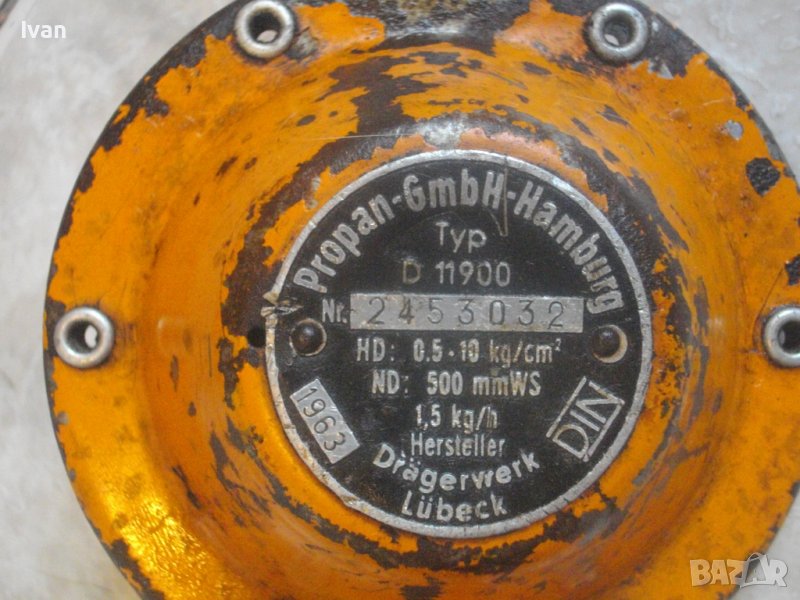 Ivan
Propan-GmbH-Hamburg
Typ
D 11900
Nr. 2453032
HD: 0.5-10 kg/cm²
ND: 500 mmWS
1,5 kg/h
1963
DIN
Hersteller
Drägerwerk
Lübeck
BAZAR